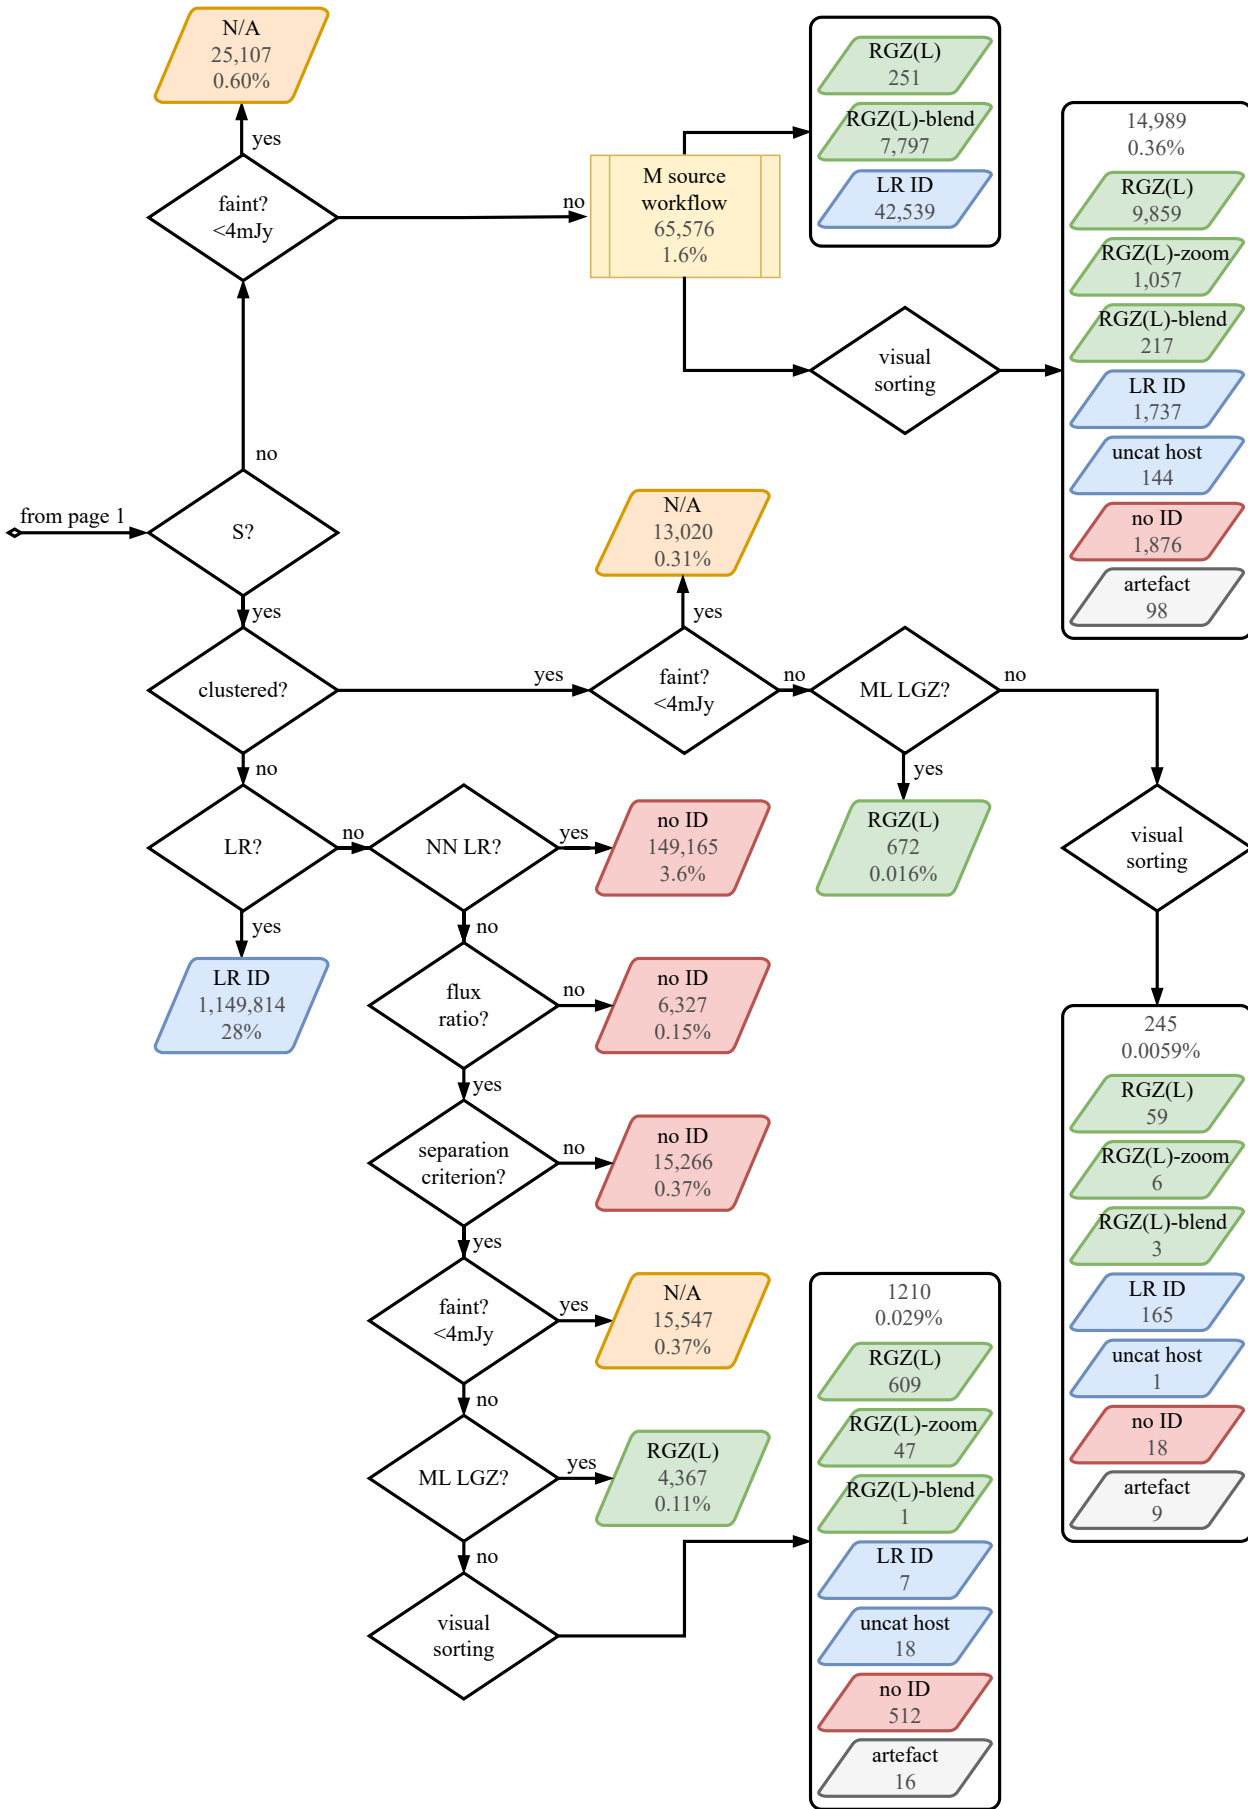 N/A
25,107
0.60%
yes
faint?
<4mJy
no
M source
workflow
65,576
1.6%
RGZ(L)
251
RGZ(L)-blend
7,797
LR ID
42,539
visual
sorting
14,989
0.36%
RGZ(L)
9,859
RGZ(L)-zoom
1,057
RGZ(L)-blend
217
LR ID
1,737
uncat host
144
no ID
1,876
artefact
98
no
from page 1
S?
yes
clustered?
yes
N/A
13,020
0.31%
yes
faint?
<4mJy
no
ML LGZ?
no
yes
RGZ(L)
672
0.016%
visual
sorting
245
0.0059%
RGZ(L)
59
RGZ(L)-zoom
6
RGZ(L)-blend
3
LR ID
165
uncat host
1
no ID
18
artefact
9
no
LR?
no
yes
LR ID
1,149,814
28%
NN LR?
yes
no ID
149,165
3.6%
no
flux
ratio?
no
no ID
6,327
0.15%
yes
separation
criterion?
no
no ID
15,266
0.37%
yes
faint?
<4mJy
yes
N/A
15,547
0.37%
no
ML LGZ?
yes
RGZ(L)
4,367
0.11%
no
visual
sorting
1210
0.029%
RGZ(L)
609
RGZ(L)-zoom
47
RGZ(L)-blend
1
LR ID
7
uncat host
18
no ID
512
artefact
16